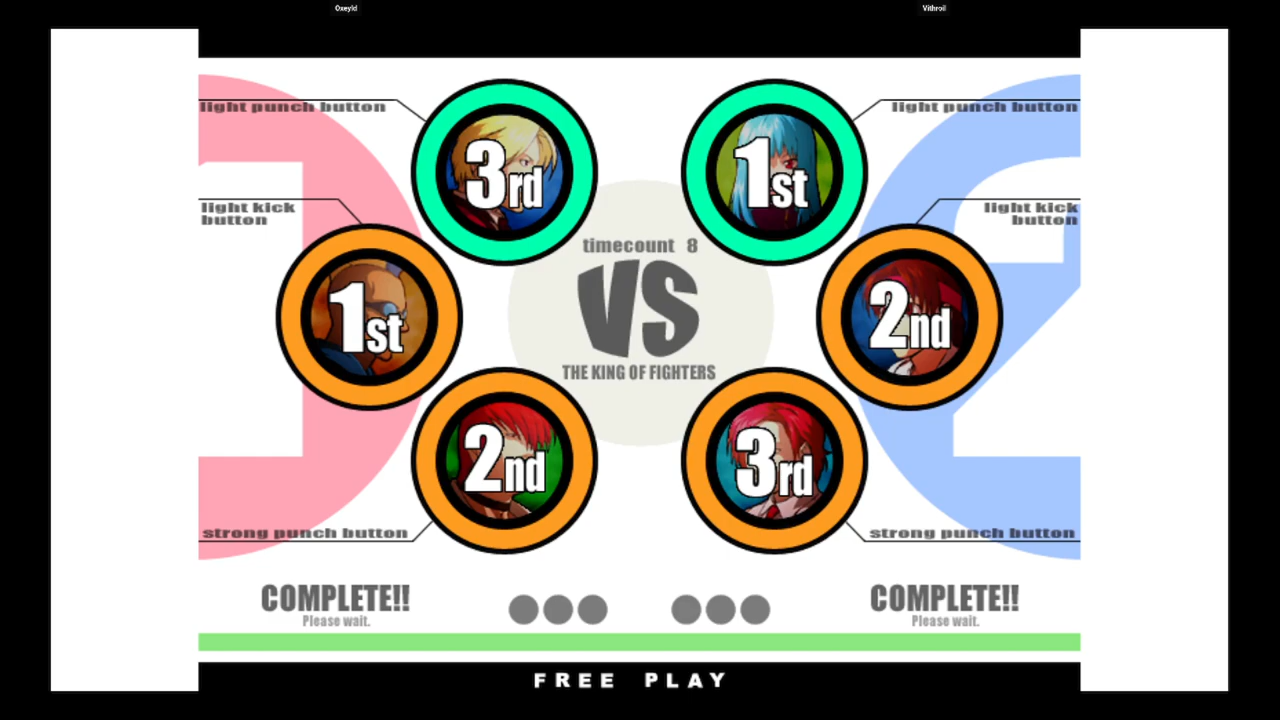 Oxeyld
Vithroil
light punch button
light punch button
3rd
1st
light kick
button
light kick
button
timecount 8
VS
1st
2nd
THE KING OF FIGHTERS
2nd
3rd
strong punch button
strong punch button
COMPLETE!!
Please wait.
COMPLETE!!
Please wait.
FREE PLAY
1
2